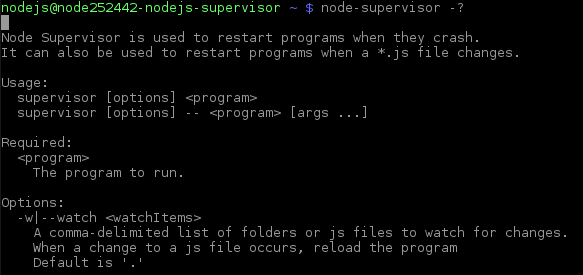 nodejs@node252442-nodejs-supervisor ~ $ node-supervisor -?
Node Supervisor is used to restart programs when they crash.
It can also be used to restart programs when a *.js file changes.
Usage:
supervisor [options] <program>
supervisor [options] -- <program> [args ...]
Required:
<program>
The program to run.
Options:
-w|--watch <watchItems>
A comma-delimited list of folders or js files to watch for changes.
When a change to a js file occurs, reload the program
Default is '.'